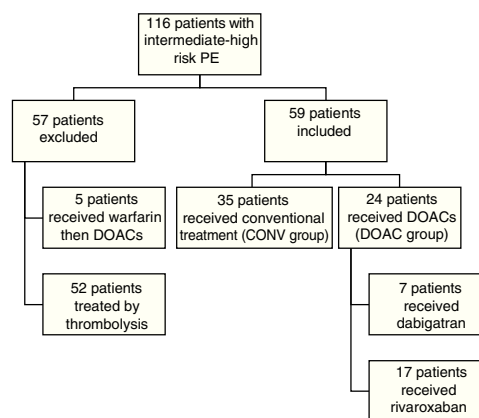 116 patients with
intermediate-high
risk PE
57 patients
excluded
59 patients
included
5 patients
received warfarin
then DOACs
35 patients
received conventional
treatment (CONV group)
24 patients
received DOACs
(DOAC group)
52 patients
treated by
thrombolysis
7 patients
received
dabigatran
17 patients
received
rivaroxaban